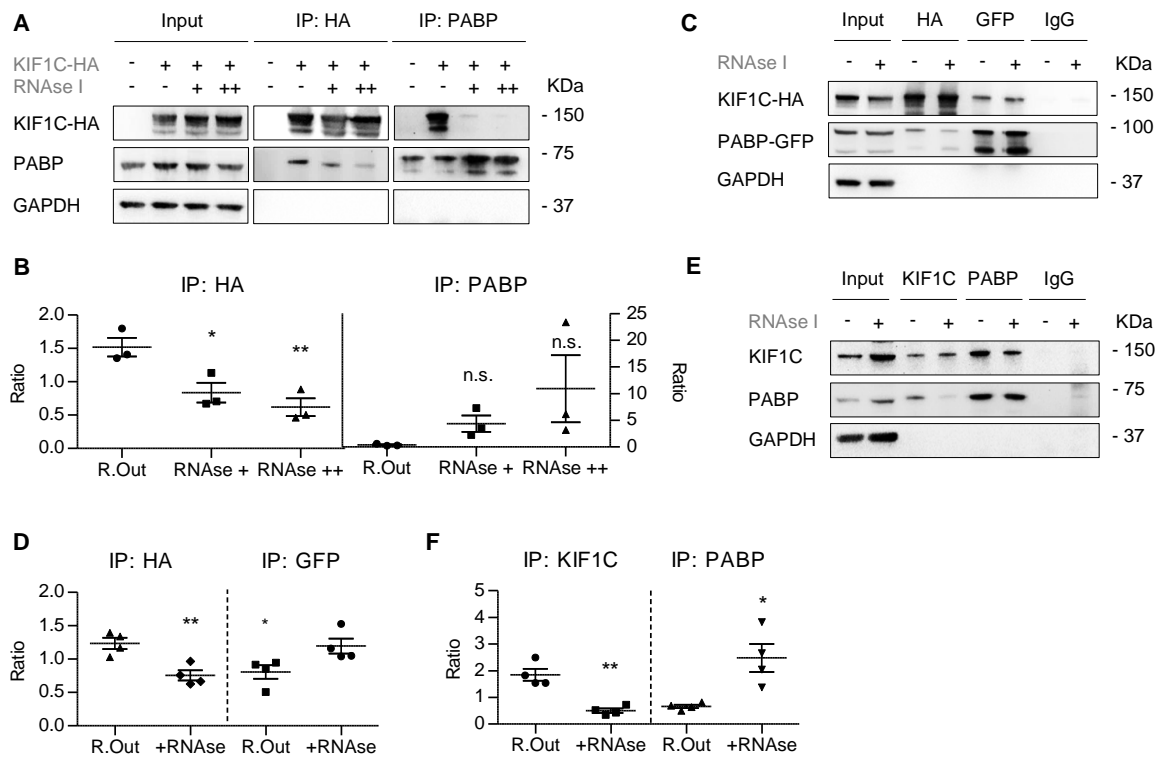 A
Input IP: HA IP: PABP
KIF1C-HA - + + + - + + + - + + +
RNAse I + ++ + ++ + ++ KDa
KIF1C-HA - 150
PABP - 75
GAPDH - 37
B
IP: HA IP: PABP
2.0 25
1.5 20
1.0 15
0.5 10
0.0 5
0
Ratio Ratio
* ** n.s. n.s.
R.Out RNAse + RNAse ++ R.Out RNAse + RNAse ++
C
Input HA GFP IgG
RNAse I - + - + - + - + KDa
KIF1C-HA - 150
PABP-GFP - 100
GAPDH - 37
E
Input KIF1C PABP IgG
RNAse I - + - + - + - + KDa
KIF1C - 150
PABP - 75
GAPDH - 37
D
IP: HA IP: GFP
2.0
1.5
1.0
0.5
0.0
Ratio
** *
R.Out +RNAse R.Out +RNAse
F
IP: KIF1C IP: PABP
5
4
3
2
1
0
Ratio
** *
R.Out +RNAse R.Out +RNAse